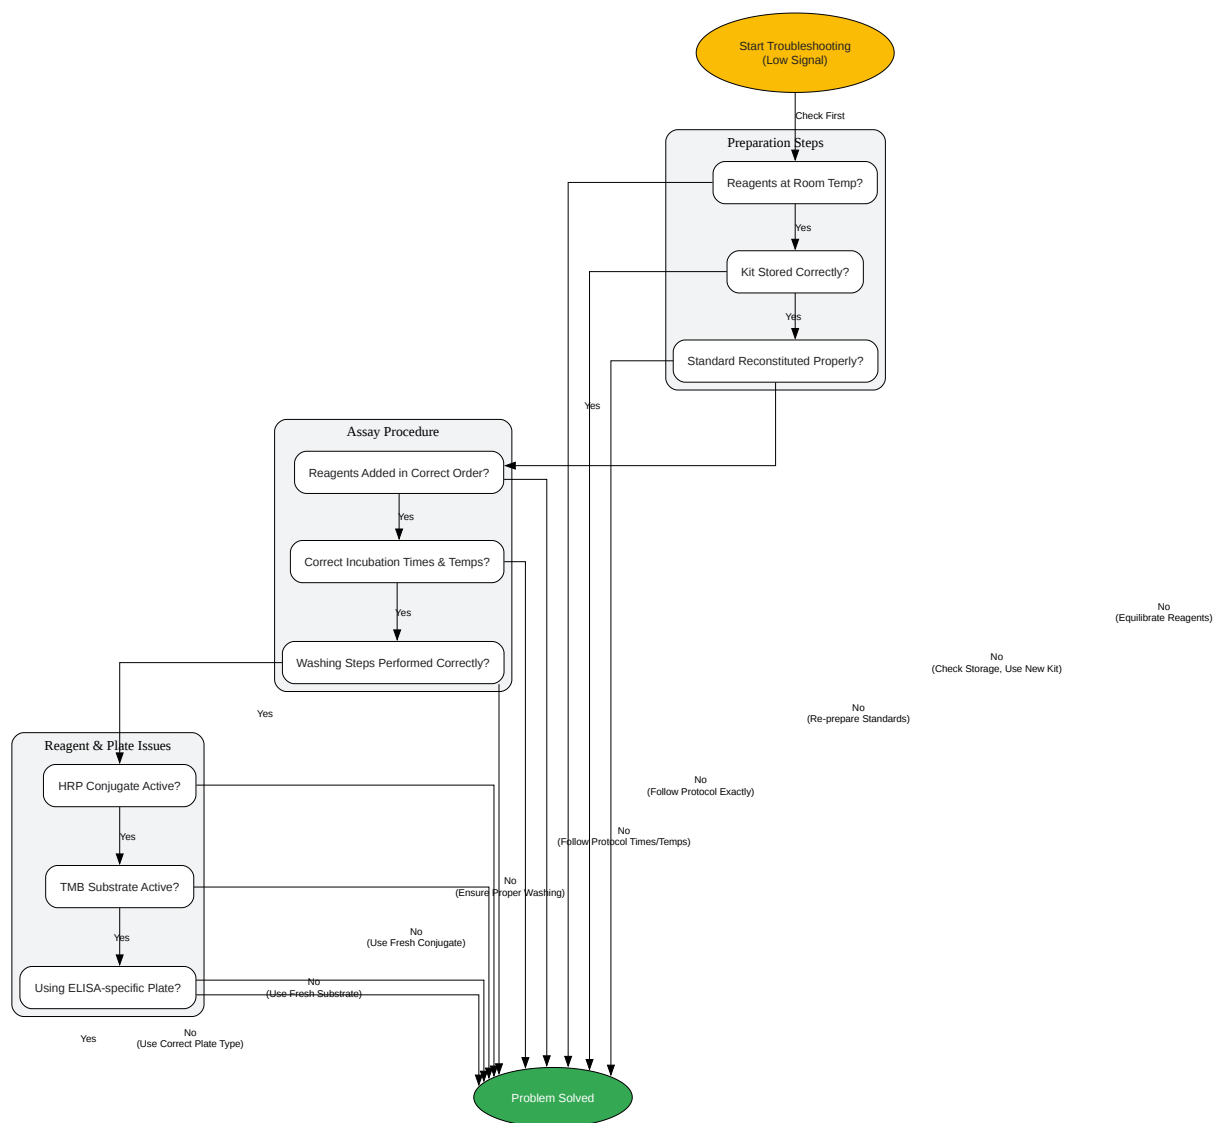 Start Troubleshooting
(Low Signal)
Check First
Preparation Steps
Reagents at Room Temp?
Yes
Kit Stored Correctly?
Yes
Standard Reconstituted Properly?
Yes
Assay Procedure
Reagents Added in Correct Order?
Yes
Correct Incubation Times & Temps?
Yes
No
(Equilibrate Reagents)
Washing Steps Performed Correctly?
No
(Check Storage, Use New Kit)
Yes
No
(Re-prepare Standards)
Reagent & Plate Issues
HRP Conjugate Active?
No
(Follow Protocol Exactly)
Yes
No
(Follow Protocol Times/Temps)
TMB Substrate Active?
No
(Ensure Proper Washing)
Yes
No
(Use Fresh Conjugate)
Using ELISA-specific Plate?
No
(Use Fresh Substrate)
Yes
No
(Use Correct Plate Type)
Problem Solved